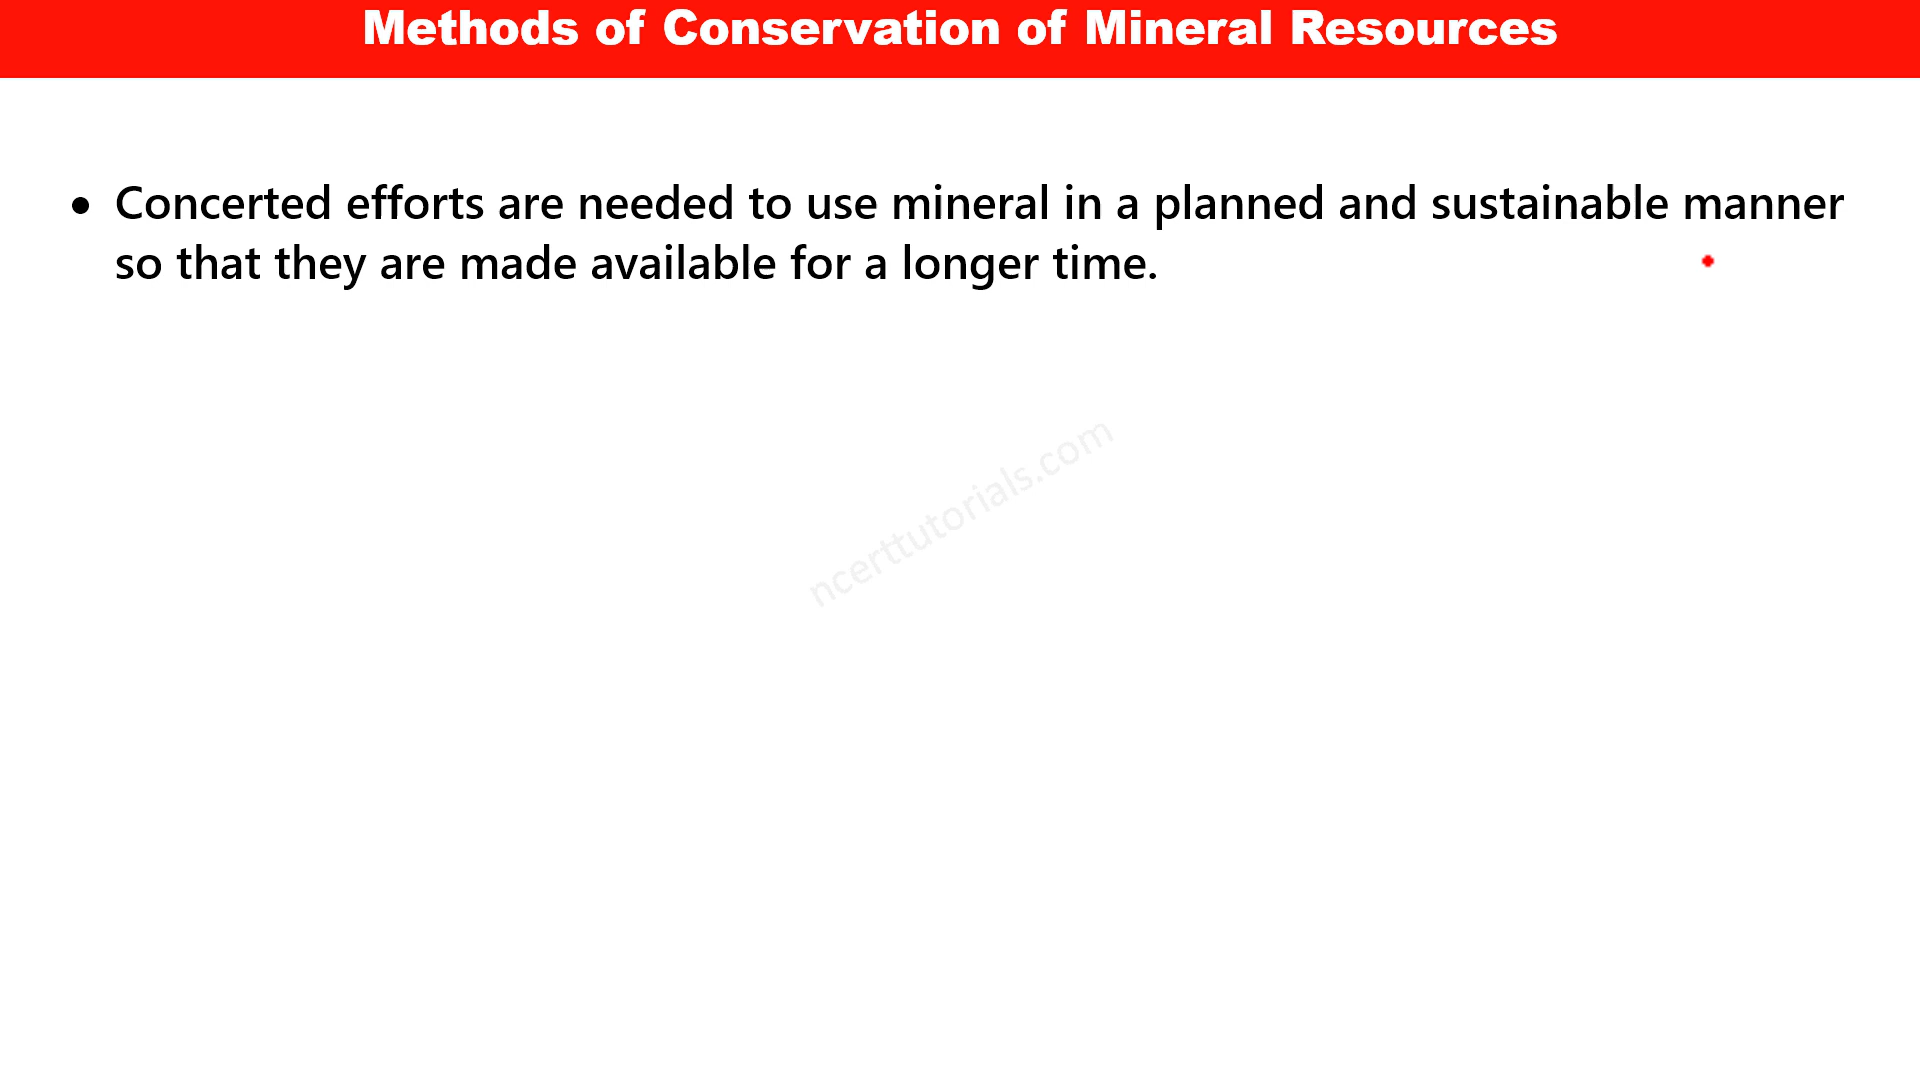 Methods of Conservation of Mineral Resources
• Concerted efforts are needed to use mineral in a planned and sustainable manner
so that they are made available for a longer time.
ncerttutorials.com